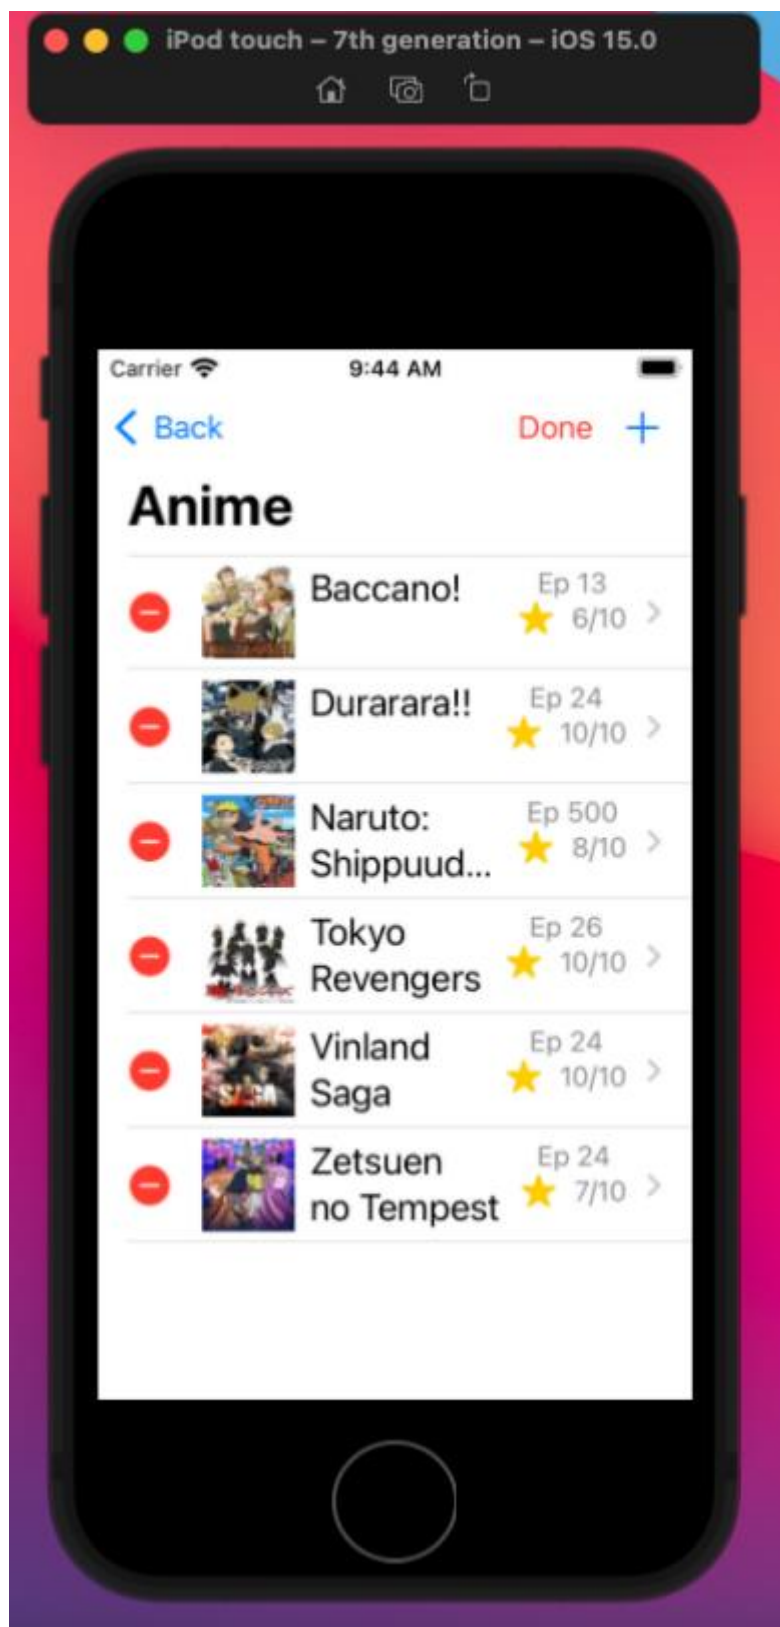 iPod touch – 7th generation – iOS 15.0
Carrier 9:44 AM
Back Done
Anime
Baccano! Ep 13
6/10
Durarara!! Ep 24
10/10
Naruto: Ep 500
Shippuud... 8/10
Tokyo Ep 26
Revengers 10/10
Vinland Ep 24
Saga 10/10
SAGA
Zetsuen Ep 24
no Tempest 7/10